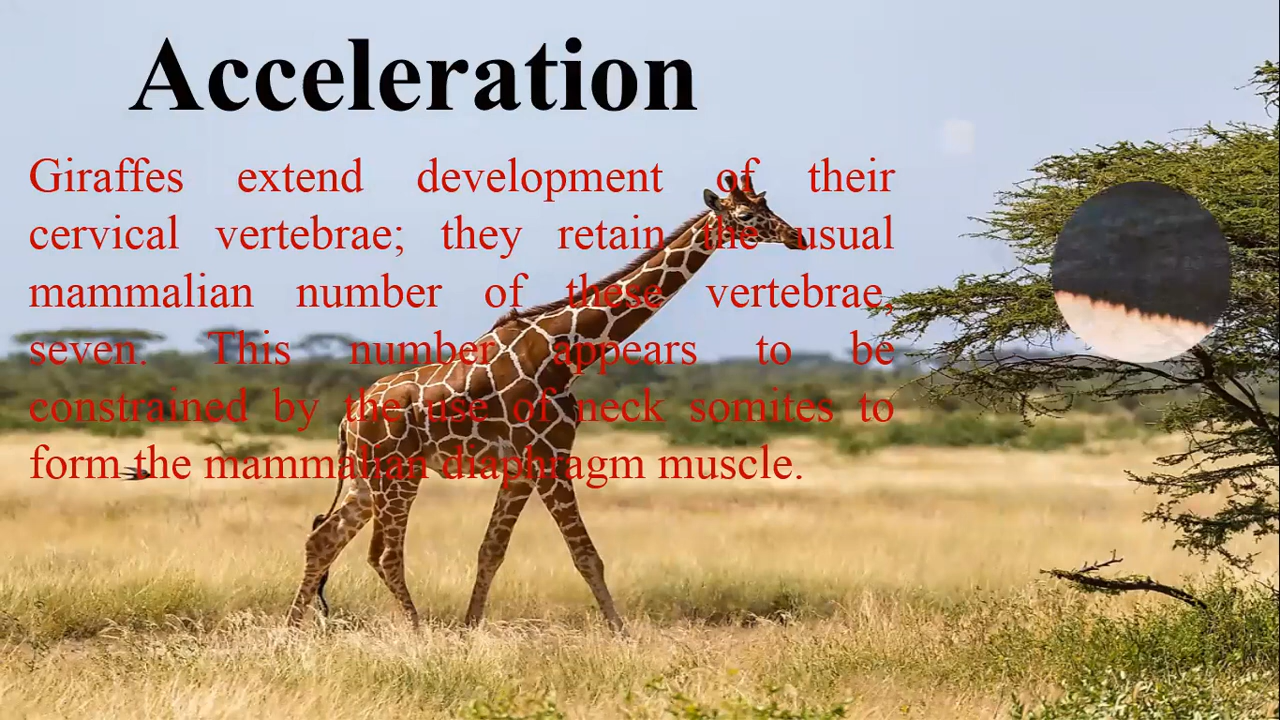 Acceleration
Giraffes extend development of their
cervical vertebrae; they retain the usual
mammalian number of these vertebrae,
seven. This number appears to be
constrained by the use of neck somites to
form the mammalian diaphragm muscle.